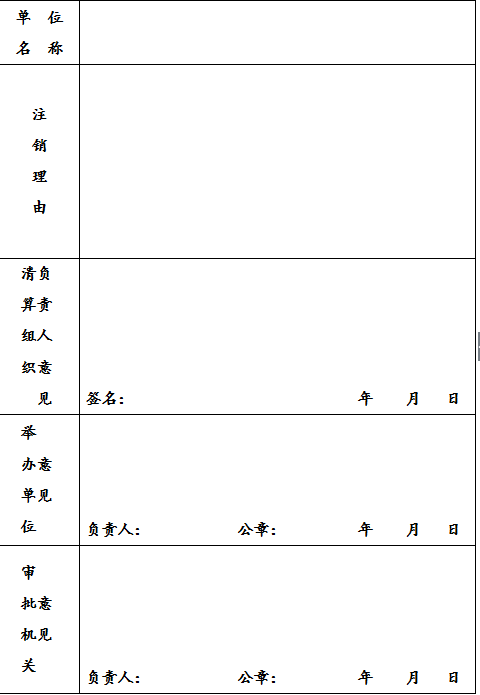 单 位
名 称
注
销
理
由
清负
算责
组人
织意
见
签名： 年 月 日
举
办意
单见
位
负责人： 公章： 年 月 日
审
批意
机见
关
负责人： 公章： 年 月 日